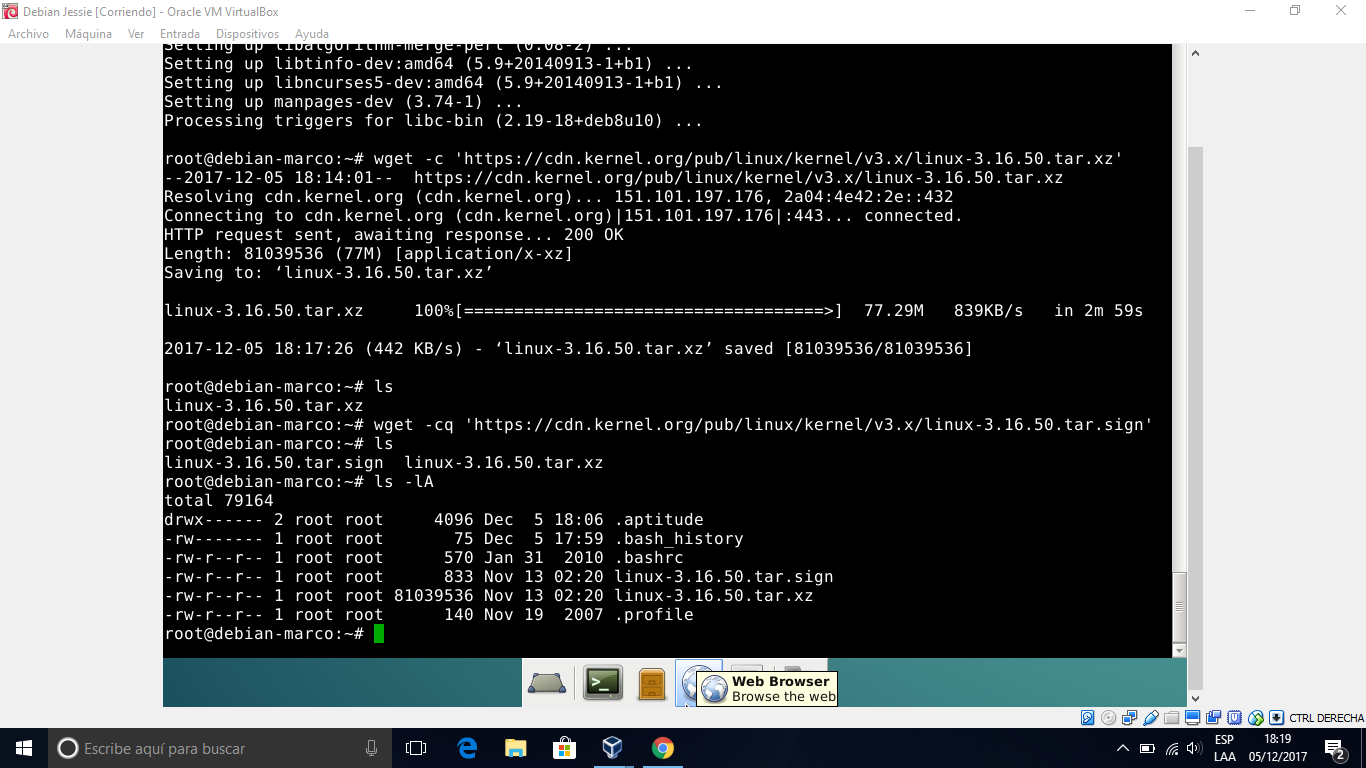 Debian Jessie [Corriendo] - Oracle VM VirtualBox
Archivo Máquina Ver Entrada Dispositivos Ayuda
Setting up libalgorithm-merge-perl (0.08-2) ...
Setting up libtinfo-dev:amd64 (5.9+20140913-1+b1) ...
Setting up libncurses5-dev:amd64 (5.9+20140913-1+b1) ...
Setting up manpages-dev (3.74-1) ...
Processing triggers for libc-bin (2.19-18+deb8u10) ...
root@debian-marco:~# wget -c 'https://cdn.kernel.org/pub/linux/kernel/v3.x/linux-3.16.50.tar.xz'
--2017-12-05 18:14:01-- https://cdn.kernel.org/pub/linux/kernel/v3.x/linux-3.16.50.tar.xz
Resolving cdn.kernel.org (cdn.kernel.org)... 151.101.197.176, 2a04:4e42:2e::432
Connecting to cdn.kernel.org (cdn.kernel.org)|151.101.197.176|:443... connected.
HTTP request sent, awaiting response... 200 OK
Length: 81039536 (77M) [application/x-xz]
Saving to: ‘linux-3.16.50.tar.xz’
linux-3.16.50.tar.xz 100%[====================================>] 77.29M 839KB/s in 2m 59s
2017-12-05 18:17:26 (442 KB/s) - ‘linux-3.16.50.tar.xz’ saved [81039536/81039536]
root@debian-marco:~# ls
linux-3.16.50.tar.xz
root@debian-marco:~# wget -cq 'https://cdn.kernel.org/pub/linux/kernel/v3.x/linux-3.16.50.tar.sign'
root@debian-marco:~# ls
linux-3.16.50.tar.sign linux-3.16.50.tar.xz
root@debian-marco:~# ls -lA
total 79164
drwx------ 2 root root 4096 Dec 5 18:06 .aptitude
-rw------- 1 root root 75 Dec 5 17:59 .bash_history
-rw-r--r-- 1 root root 570 Jan 31 2010 .bashrc
-rw-r--r-- 1 root root 833 Nov 13 02:20 linux-3.16.50.tar.sign
-rw-r--r-- 1 root root 81039536 Nov 13 02:20 linux-3.16.50.tar.xz
-rw-r--r-- 1 root root 140 Nov 19 2007 .profile
root@debian-marco:~#
Web Browser
Browse the web
CTRL DERECHA
Escribe aquí para buscar
ESP
LAA
18:19
05/12/2017
2